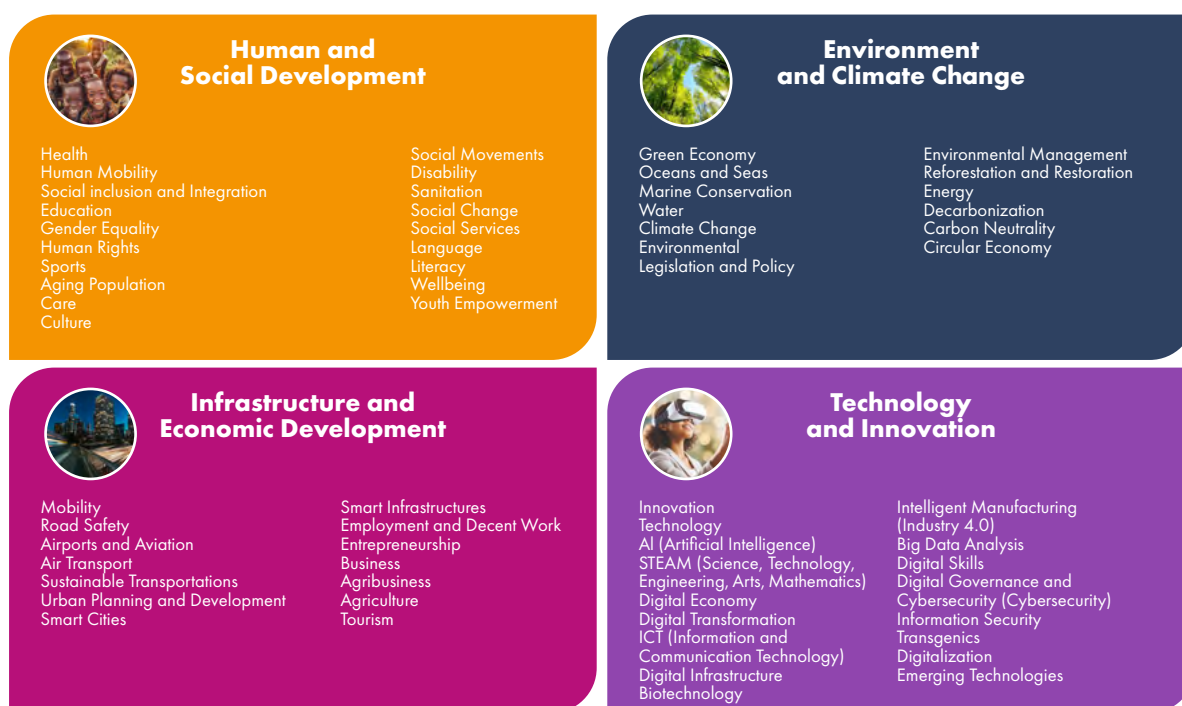 Human and
Social Development
Health
Human Mobility
Social inclusion and Integration
Education
Gender Equality
Human Rights
Sports
Aging Population
Care
Culture
Social Movements
Disability
Sanitation
Social Change
Social Services
Language
Literacy
Wellbeing
Youth Empowerment
Environment
and Climate Change
Green Economy
Oceans and Seas
Marine Conservation
Water
Climate Change
Environmental
Legislation and Policy
Environmental Management
Reforestation and Restoration
Energy
Decarbonization
Carbon Neutrality
Circular Economy
Infrastructure and
Economic Development
Mobility
Road Safety
Airports and Aviation
Air Transport
Sustainable Transportations
Urban Planning and Development
Smart Cities
Smart Infrastructures
Employment and Decent Work
Entrepreneurship
Business
Agribusiness
Agriculture
Tourism
Technology
and Innovation
Innovation
Technology
AI (Artificial Intelligence)
STEAM (Science, Technology,
Engineering, Arts, Mathematics)
Digital Economy
Digital Transformation
ICT (Information and
Communication Technology)
Digital Infrastructure
Biotechnology
Intelligent Manufacturing
(Industry 4.0)
Big Data Analysis
Digital Skills
Digital Governance and
Cybersecurity (Cybersecurity)
Information Security
Transgenics
Digitalization
Emerging Technologies